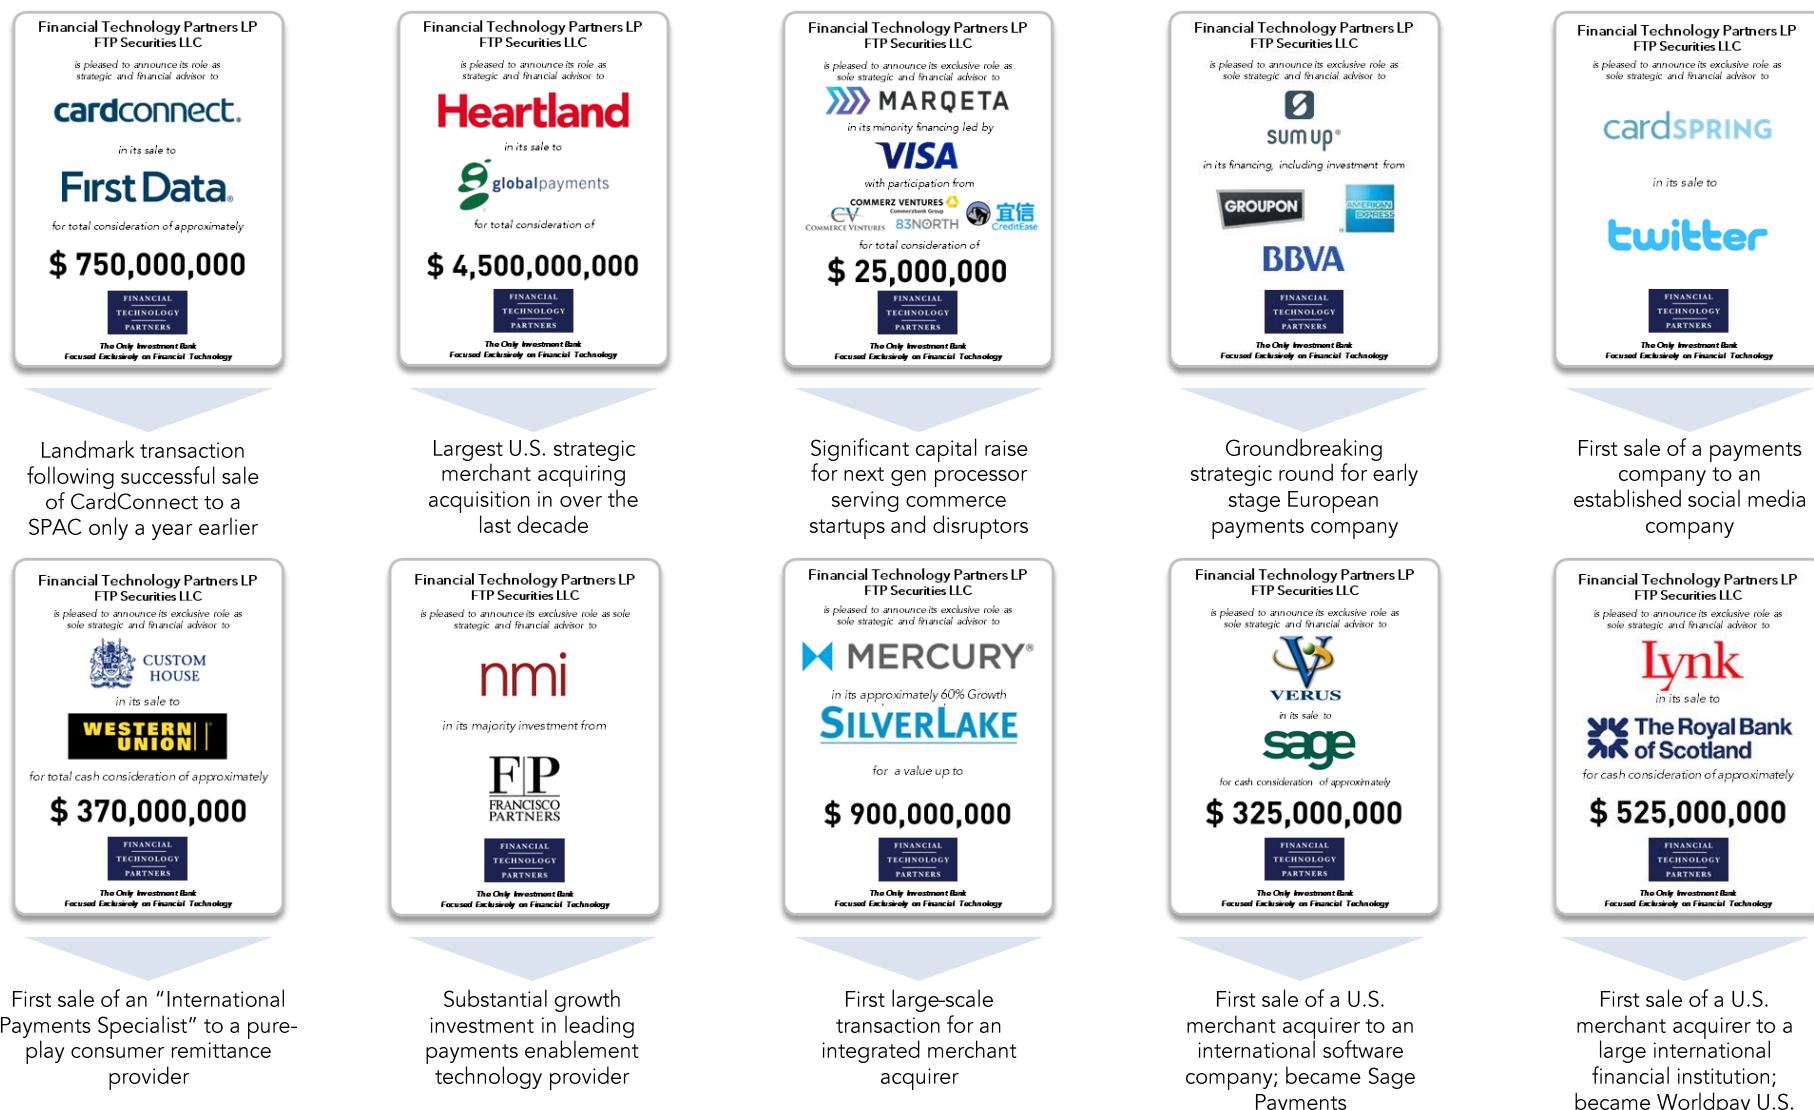 Financial Technology Partners LP
FTP Securities LLC
is pleased to announce its role as
strategic and financial advisor to
cardconnect.
in its sale to
First Data.
for total consideration of approximately
$ 750,000,000
FINANCIAL
TECHNOLOGY
PARTNERS
The Only Investment Bank
Focused Exclusively on Financial Technology
Landmark transaction
following successful sale
of CardConnect to a
SPAC only a year earlier
Financial Technology Partners LP
FTP Securities LLC
is pleased to announce its role as
strategic and financial advisor to
Heartland
in its sale to
globalpayments
for total consideration of
$ 4,500,000,000
FINANCIAL
TECHNOLOGY
PARTNERS
The Only Investment Bank
Focused Exclusively on Financial Technology
Largest U.S. strategic
merchant acquiring
acquisition in over the
last decade
Financial Technology Partners LP
FTP Securities LLC
is pleased to announce its exclusive role as
sole strategic and financial advisor to
MARQETA
in its minority financing led by
VISA
with participation from
COMMERZ VENTURES
Commerzbank Group
CV
COMMERCE VENTURES
83NORTH
宜信
CreditEase
for total consideration of
$ 25,000,000
FINANCIAL
TECHNOLOGY
PARTNERS
The Only Investment Bank
Focused Exclusively on Financial Technology
Significant capital raise
for next gen processor
serving commerce
startups and disruptors
Financial Technology Partners LP
FTP Securities LLC
is pleased to announce its exclusive role as
sole strategic and financial advisor to
sumup®
in its financing, including investment from
GROUPON
AMERICAN
EXPRESS
BBVA
FINANCIAL
TECHNOLOGY
PARTNERS
The Only Investment Bank
Focused Exclusively on Financial Technology
Groundbreaking
strategic round for early
stage European
payments company
Financial Technology Partners LP
FTP Securities LLC
is pleased to announce its exclusive role as
sole strategic and financial advisor to
cardSPRING
in its sale to
twitter
FINANCIAL
TECHNOLOGY
PARTNERS
The Only Investment Bank
Focused Exclusively on Financial Technology
First sale of a payments
company to an
established social media
company
Financial Technology Partners LP
FTP Securities LLC
is pleased to announce its exclusive role as
sole strategic and financial advisor to
CUSTOM
HOUSE
in its sale to
WESTERN
UNION
for total cash consideration of approximately
$ 370,000,000
FINANCIAL
TECHNOLOGY
PARTNERS
The Only Investment Bank
Focused Exclusively on Financial Technology
First sale of an “International
Payments Specialist” to a pure-
play consumer remittance
provider
Financial Technology Partners LP
FTP Securities LLC
is pleased to announce its exclusive role as sole
strategic and financial advisor to
nmi
in its majority investment from
F|P
FRANCISCO
PARTNERS
FINANCIAL
TECHNOLOGY
PARTNERS
The Only Investment Bank
Focused Exclusively on Financial Technology
Substantial growth
investment in leading
payments enablement
technology provider
Financial Technology Partners LP
FTP Securities LLC
is pleased to announce its exclusive role as
sole strategic and financial advisor to
MERCURY®
in its approximately 60% Growth
SILVERLAKE
for a value up to
$ 900,000,000
FINANCIAL
TECHNOLOGY
PARTNERS
The Only Investment Bank
Focused Exclusively on Financial Technology
First large-scale
transaction for an
integrated merchant
acquirer
Financial Technology Partners LP
FTP Securities LLC
is pleased to announce its exclusive role as
sole strategic and financial advisor to
VERUS
in its sale to
sage
for cash consideration of approximately
$ 325,000,000
FINANCIAL
TECHNOLOGY
PARTNERS
The Only Investment Bank
Focused Exclusively on Financial Technology
First sale of a U.S.
merchant acquirer to an
international software
company; became Sage
Payments
Financial Technology Partners LP
FTP Securities LLC
is pleased to announce its exclusive role as
sole strategic and financial advisor to
Lynk
in its sale to
The Royal Bank
of Scotland
for cash consideration of approximately
$ 525,000,000
FINANCIAL
TECHNOLOGY
PARTNERS
The Only Investment Bank
Focused Exclusively on Financial Technology
First sale of a U.S.
merchant acquirer to a
large international
financial institution;
became Worldpay U.S.